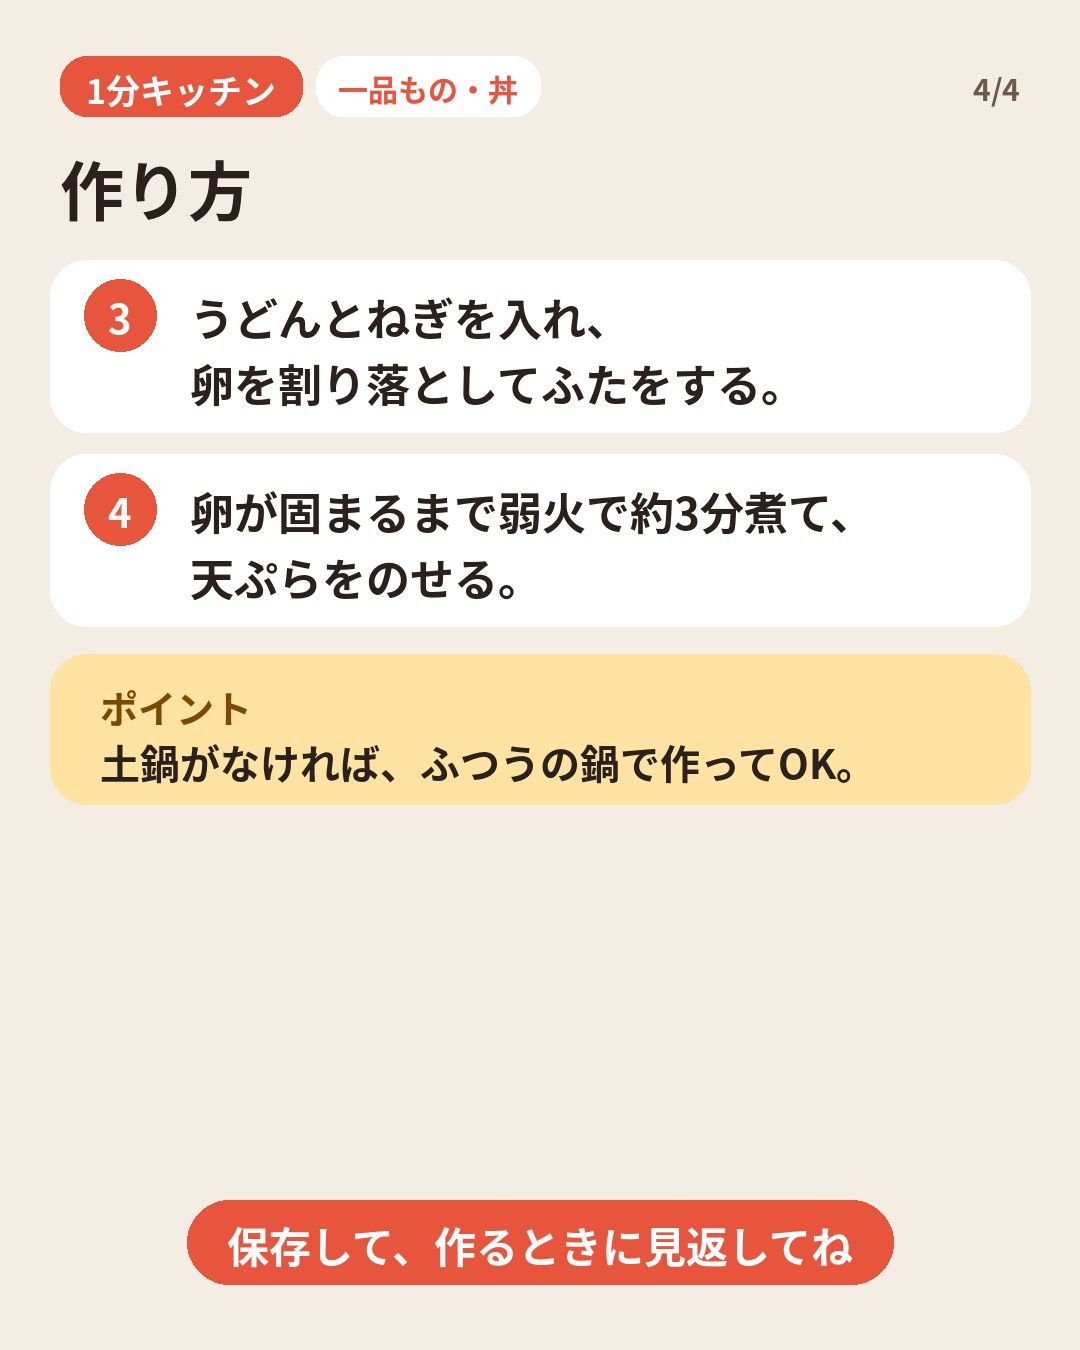 1分キッチン
一品もの・丼
4/4
作り方
3
うどんとねぎを入れ、
卵を割り落としてふたをする。
4
卵が固まるまで弱火で約3分煮て、
天ぷらをのせる。
ポイント
土鍋がなければ、ふつうの鍋で作ってOK。
保存して、作るときに見返してね